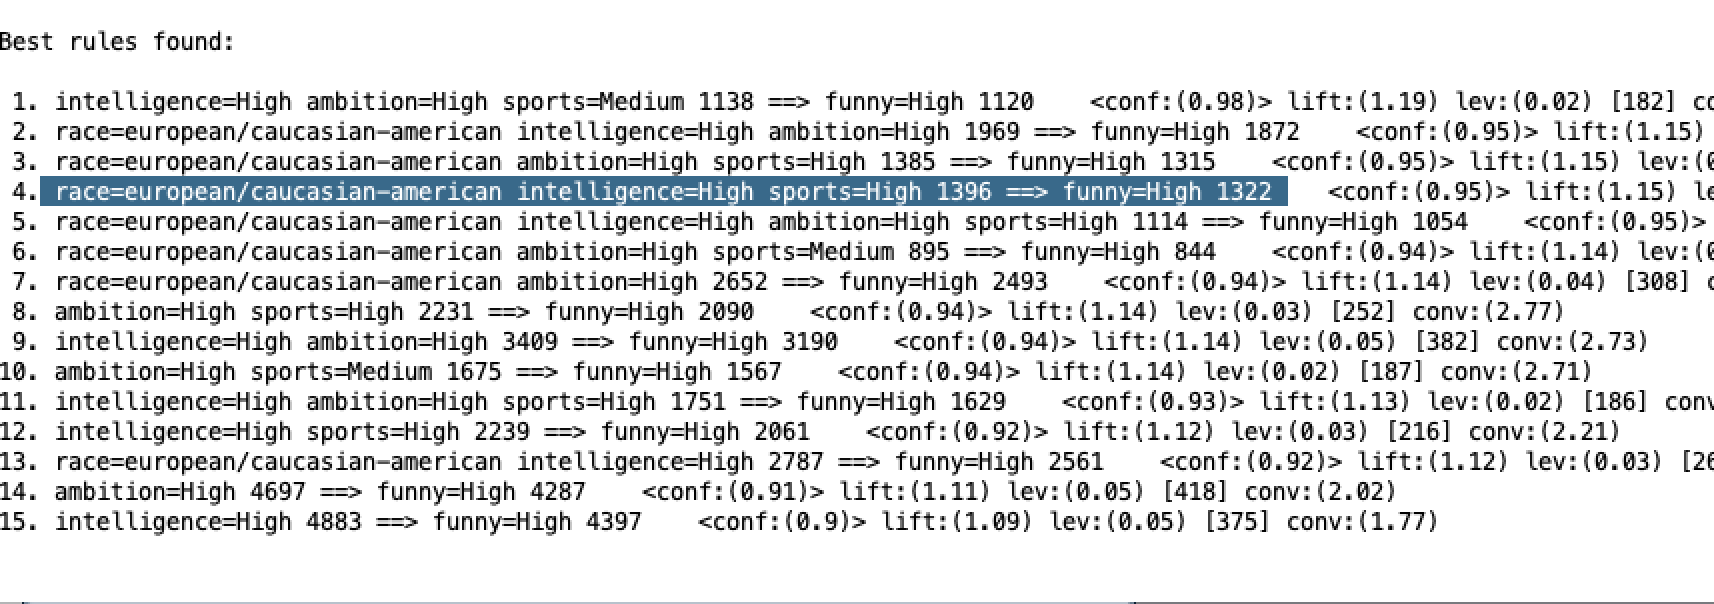 Best rules found:
1. intelligence=High ambition=High sports=Medium 1138 ==> funny=High 1120 <conf:(0.98)> lift:(1.19) lev:(0.02) [182] co
2. race=european/caucasian-american intelligence=High ambition=High 1969 ==> funny=High 1872 <conf:(0.95)> lift:(1.15)
3. race=european/caucasian-american ambition=High sports=High 1385 ==> funny=High 1315 <conf:(0.95)> lift:(1.15) lev:(0
4. race=european/caucasian-american intelligence=High sports=High 1396 ==> funny=High 1322 <conf:(0.95)> lift:(1.15) le
5. race=european/caucasian-american intelligence=High ambition=High sports=High 1114 ==> funny=High 1054 <conf:(0.95)>
6. race=european/caucasian-american ambition=High sports=Medium 895 ==> funny=High 844 <conf:(0.94)> lift:(1.14) lev:(0
7. race=european/caucasian-american ambition=High 2652 ==> funny=High 2493 <conf:(0.94)> lift:(1.14) lev:(0.04) [308] c
8. ambition=High sports=High 2231 ==> funny=High 2090 <conf:(0.94)> lift:(1.14) lev:(0.03) [252] conv:(2.77)
9. intelligence=High ambition=High 3409 ==> funny=High 3190 <conf:(0.94)> lift:(1.14) lev:(0.05) [382] conv:(2.73)
10. ambition=High sports=Medium 1675 ==> funny=High 1567 <conf:(0.94)> lift:(1.14) lev:(0.02) [187] conv:(2.71)
11. intelligence=High ambition=High sports=High 1751 ==> funny=High 1629 <conf:(0.93)> lift:(1.13) lev:(0.02) [186] conv
12. intelligence=High sports=High 2239 ==> funny=High 2061 <conf:(0.92)> lift:(1.12) lev:(0.03) [216] conv:(2.21)
13. race=european/caucasian-american intelligence=High 2787 ==> funny=High 2561 <conf:(0.92)> lift:(1.12) lev:(0.03) [26
14. ambition=High 4697 ==> funny=High 4287 <conf:(0.91)> lift:(1.11) lev:(0.05) [418] conv:(2.02)
15. intelligence=High 4883 ==> funny=High 4397 <conf:(0.9)> lift:(1.09) lev:(0.05) [375] conv:(1.77)